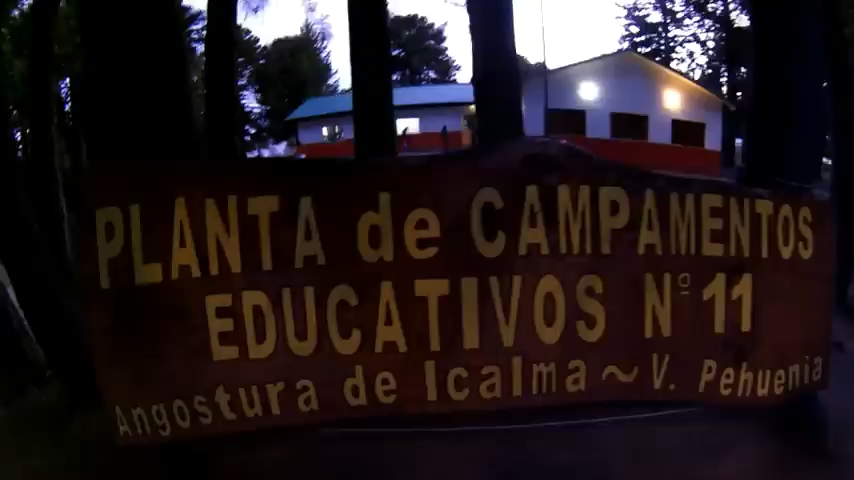 PLANTA de CAMPAMENTOS
EDUCATIVOS Nº 11
Angostura de Icalma ~ V. Pehuenia